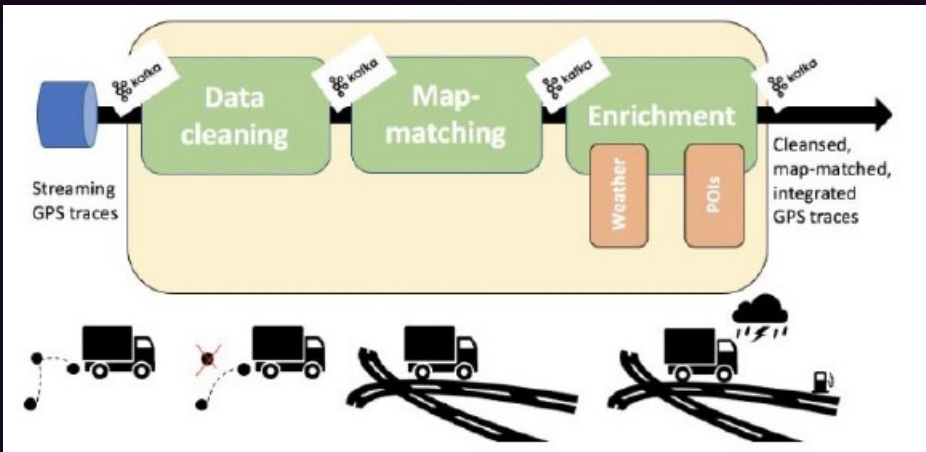 kafka
kafka
kafka
kafka
Data
cleaning
Map-
matching
Enrichment
Weather
POIs
Streaming
GPS traces
Cleansed,
map-matched,
integrated
GPS traces